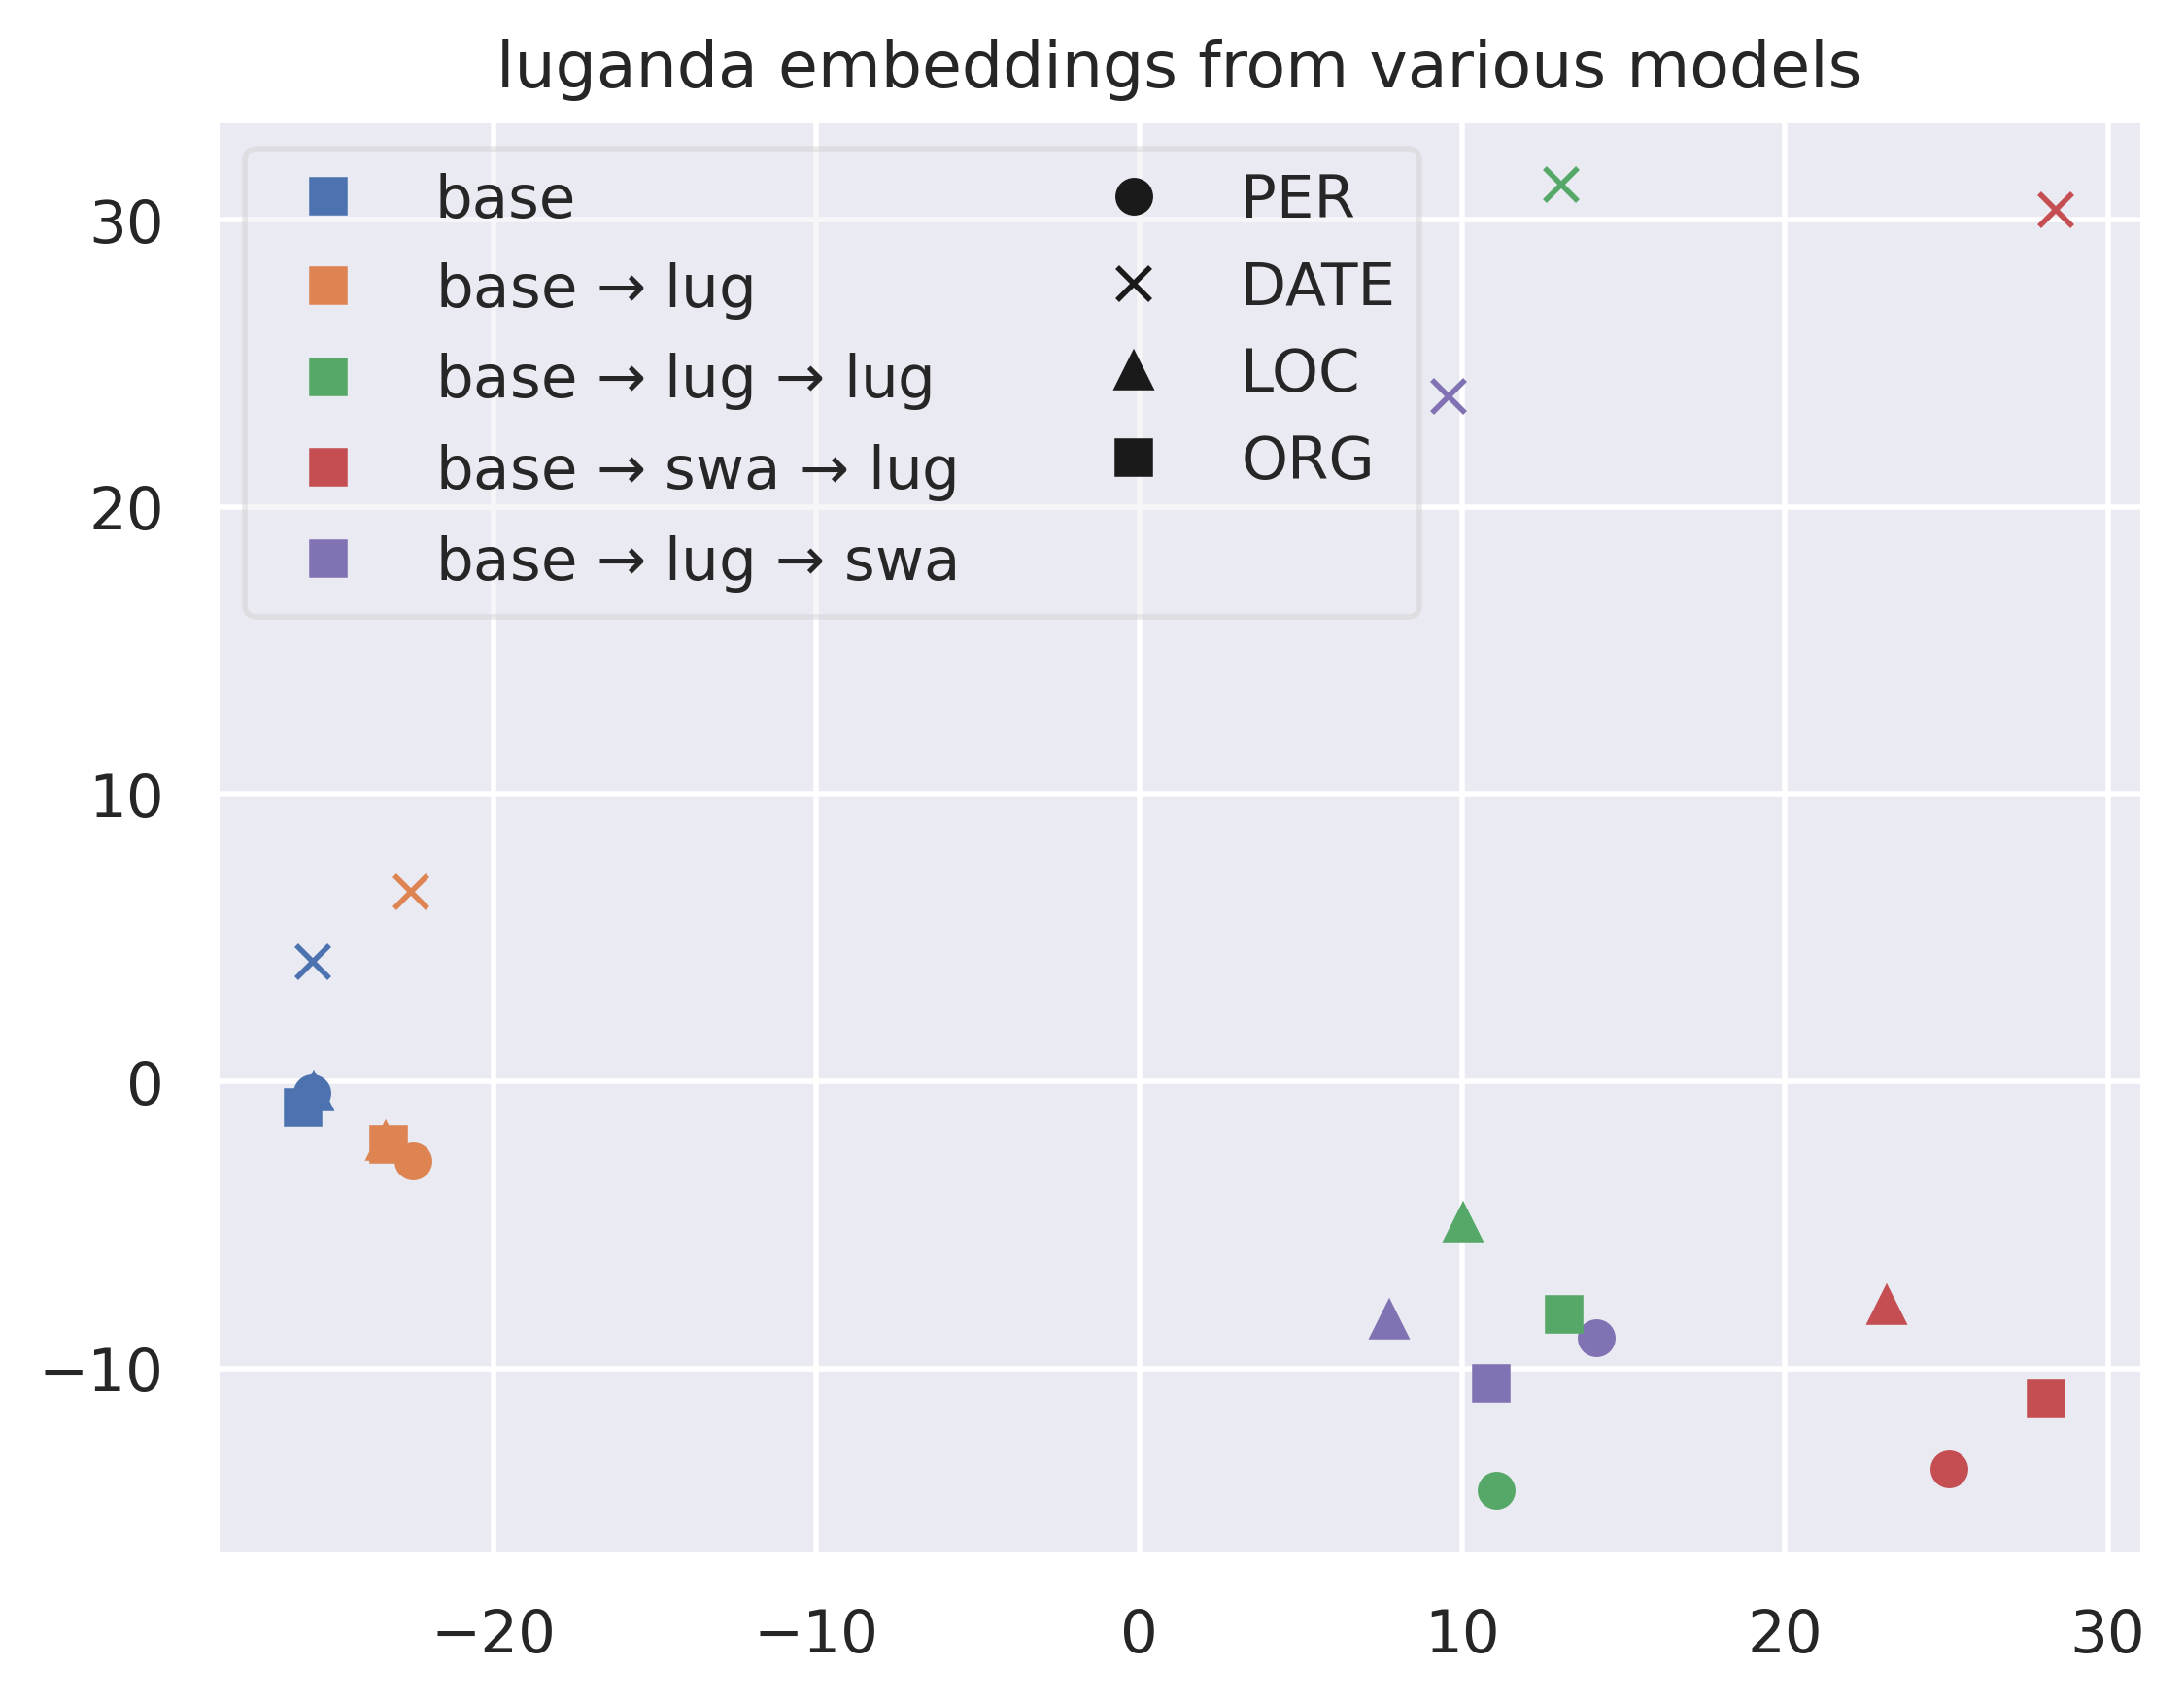 luganda embeddings from various models
base
base → lug
base → lug → lug
base → swa → lug
base → lug → swa
PER
DATE
LOC
ORG
30
20
10
0
−10
−20
−10
0
10
20
30